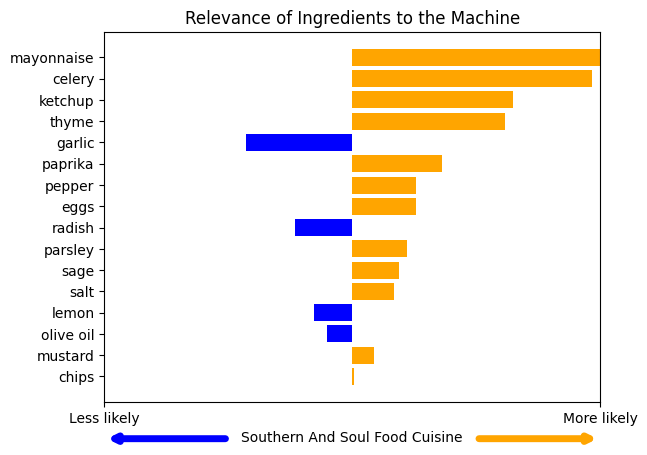 Relevance of Ingredients to the Machine
mayonnaise
celery
ketchup
thyme
garlic
paprika
pepper
eggs
radish
parsley
sage
salt
lemon
olive oil
mustard
chips
Less likely
More likely
Southern And Soul Food Cuisine